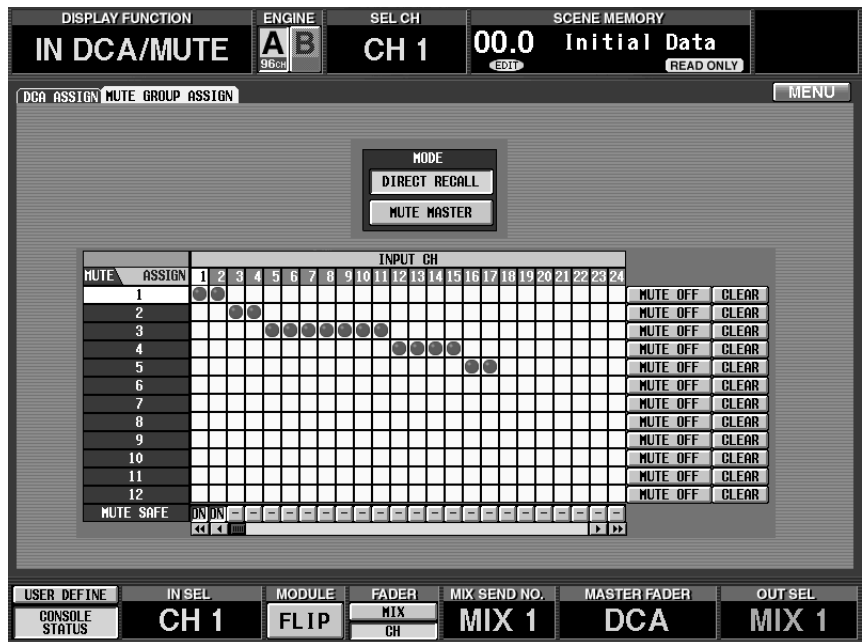 DISPLAY FUNCTION ENGINE SEL CH SCENE MEMORY
IN DCA/MUTE A B CH 1 00.0 Initial Data
96CH EDIT READ ONLY
DCA ASSIGN MUTE GROUP ASSIGN MENU
MODE
DIRECT RECALL
MUTE MASTER
INPUT CH
MUTE ASSIGN 1 2 3 4 5 6 7 8 9 10 11 12 13 14 15 16 17 18 19 20 21 22 23 24
1 MUTE OFF CLEAR
2 MUTE OFF CLEAR
3 MUTE OFF CLEAR
4 MUTE OFF CLEAR
5 MUTE OFF CLEAR
6 MUTE OFF CLEAR
7 MUTE OFF CLEAR
8 MUTE OFF CLEAR
9 MUTE OFF CLEAR
10 MUTE OFF CLEAR
11 MUTE OFF CLEAR
12 MUTE OFF CLEAR
MUTE SAFE ON ON - - - - - - - - - - - - - - - - - - - - - -
USER DEFINE IN SEL MODULE FADER MIX SEND NO. MASTER FADER OUT SEL
CONSOLE STATUS CH 1 FLIP MIX CH MIX 1 DCA MIX 1